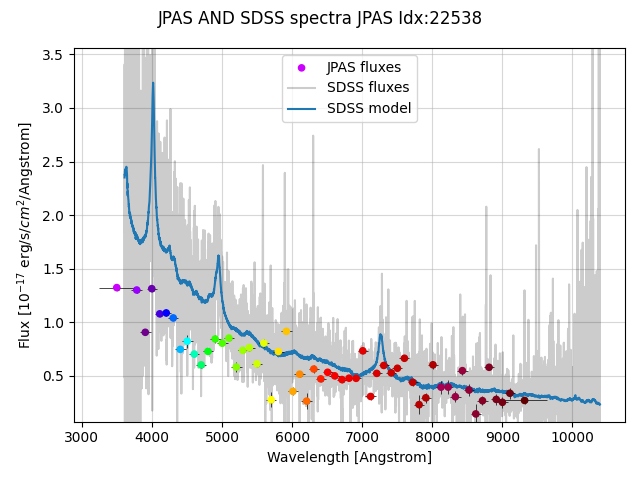 JPAS AND SDSS spectra JPAS Idx:22538
JPAS fluxes
SDSS fluxes
SDSS model
3.5
3.0
2.5
2.0
1.5
1.0
0.5
Flux [10⁻¹⁷ erg/s/cm²/Angstrom]
3000 4000 5000 6000 7000 8000 9000 10000
Wavelength [Angstrom]